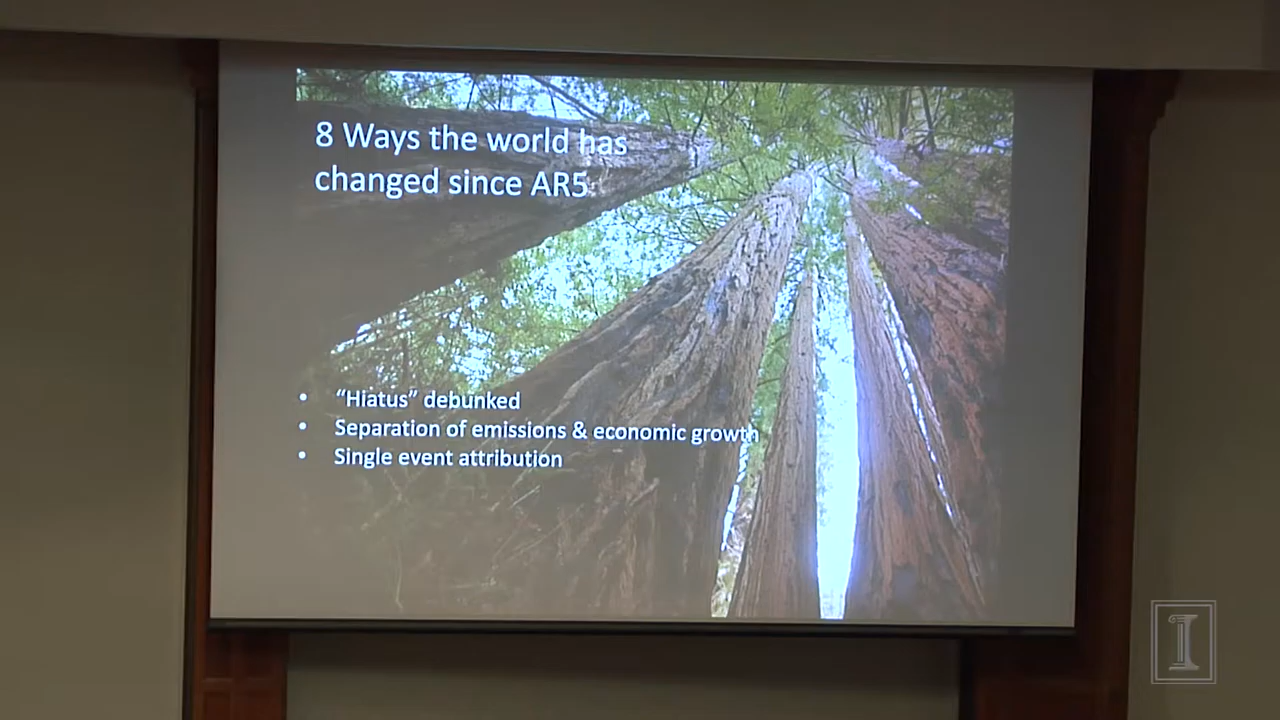 8 Ways the world has
changed since AR5
• "Hiatus" debunked
• Separation of emissions & economic growth
• Single event attribution
I